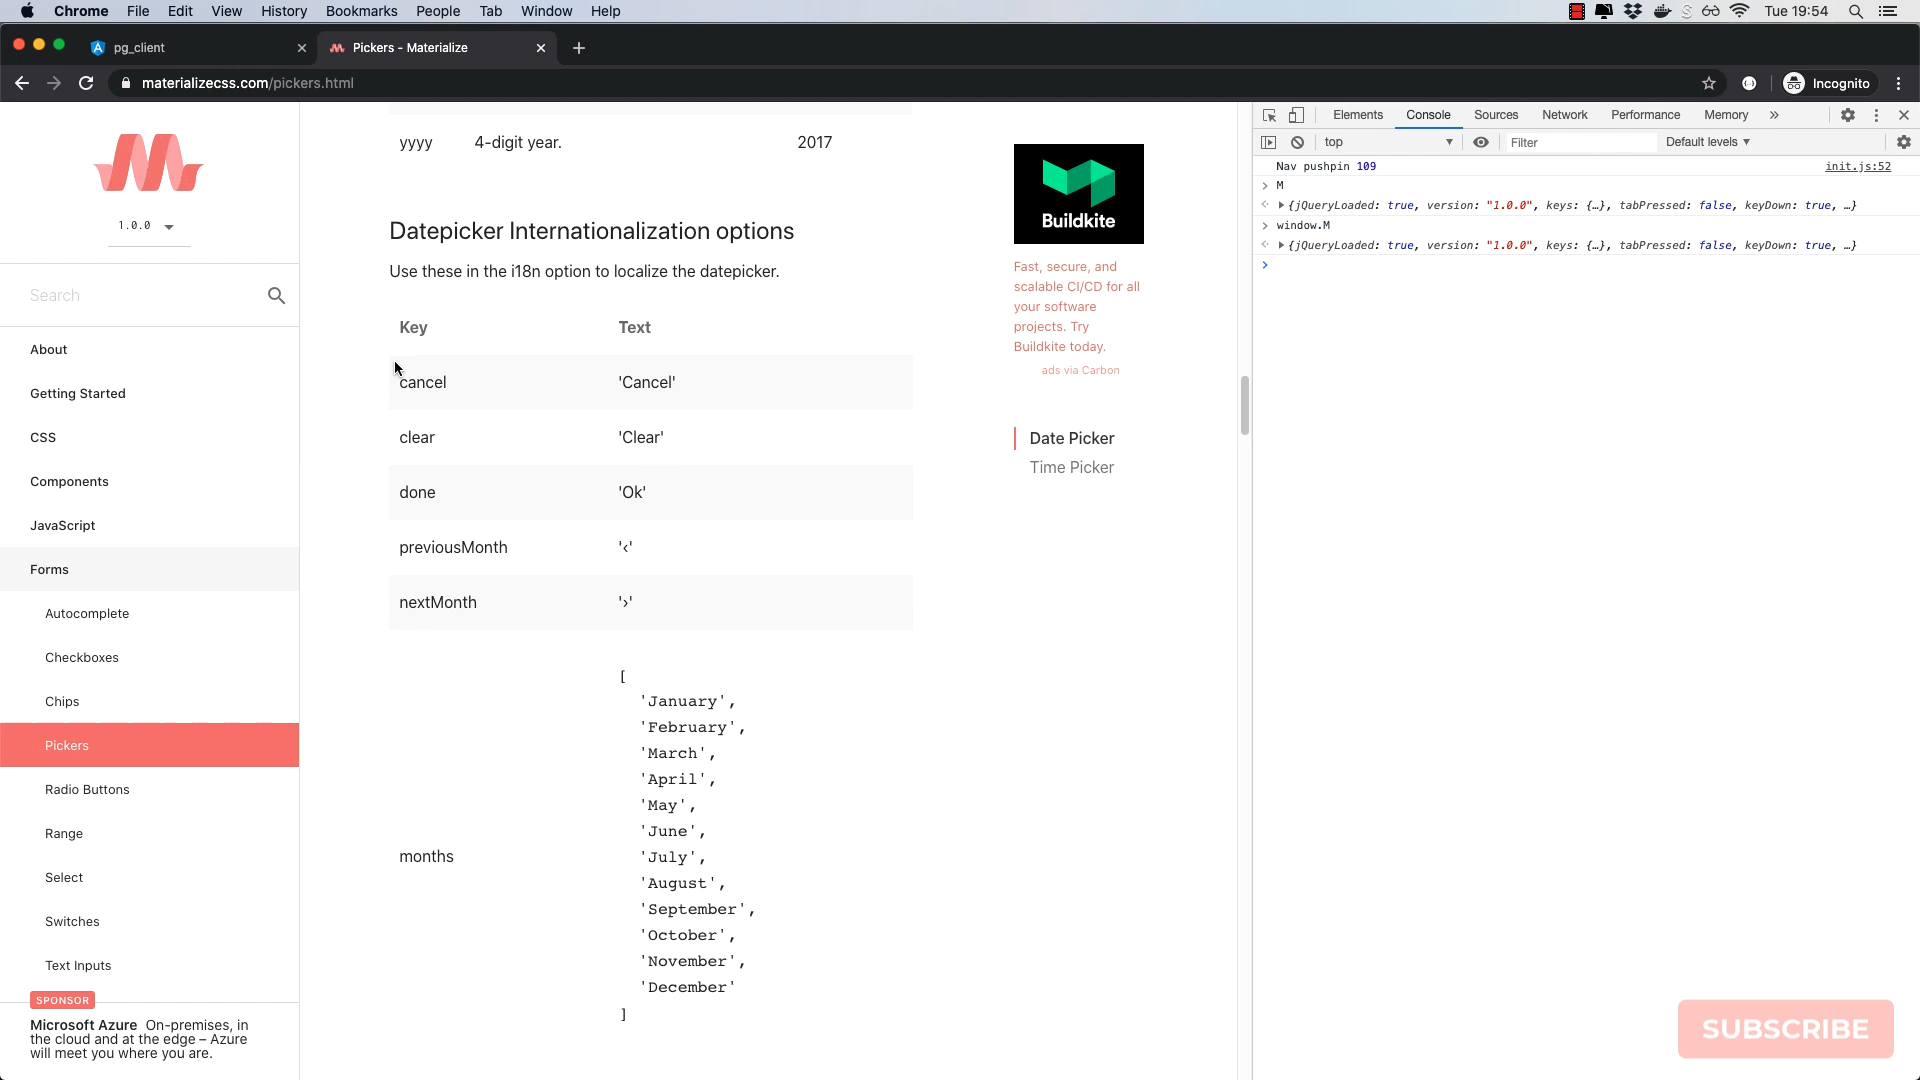 Chrome File Edit View History Bookmarks People Tab Window Help
Tue 19:54
pg_client
Pickers - Materialize
materializecss.com/pickers.html
Incognito
1.0.0
Search
About
Getting Started
CSS
Components
JavaScript
Forms
Autocomplete
Checkboxes
Chips
Pickers
Radio Buttons
Range
Select
Switches
Text Inputs
SPONSOR
Microsoft Azure On-premises, in
the cloud and at the edge – Azure
will meet you where you are.
yyyy 4-digit year. 2017
Datepicker Internationalization options
Use these in the i18n option to localize the datepicker.
Key Text
cancel 'Cancel'
clear 'Clear'
done 'Ok'
previousMonth '‹'
nextMonth '›'
months
[
'January',
'February',
'March',
'April',
'May',
'June',
'July',
'August',
'September',
'October',
'November',
'December'
]
Buildkite
Fast, secure, and
scalable CI/CD for all
your software
projects. Try
Buildkite today.
ads via Carbon
Date Picker
Time Picker
Elements Console Sources Network Performance Memory »
top Filter Default levels ▼
Nav pushpin 109 init.js:52
> M
{jQueryLoaded: true, version: "1.0.0", keys: {…}, tabPressed: false, keyDown: true, …}
> window.M
{jQueryLoaded: true, version: "1.0.0", keys: {…}, tabPressed: false, keyDown: true, …}
>
SUBSCRIBE